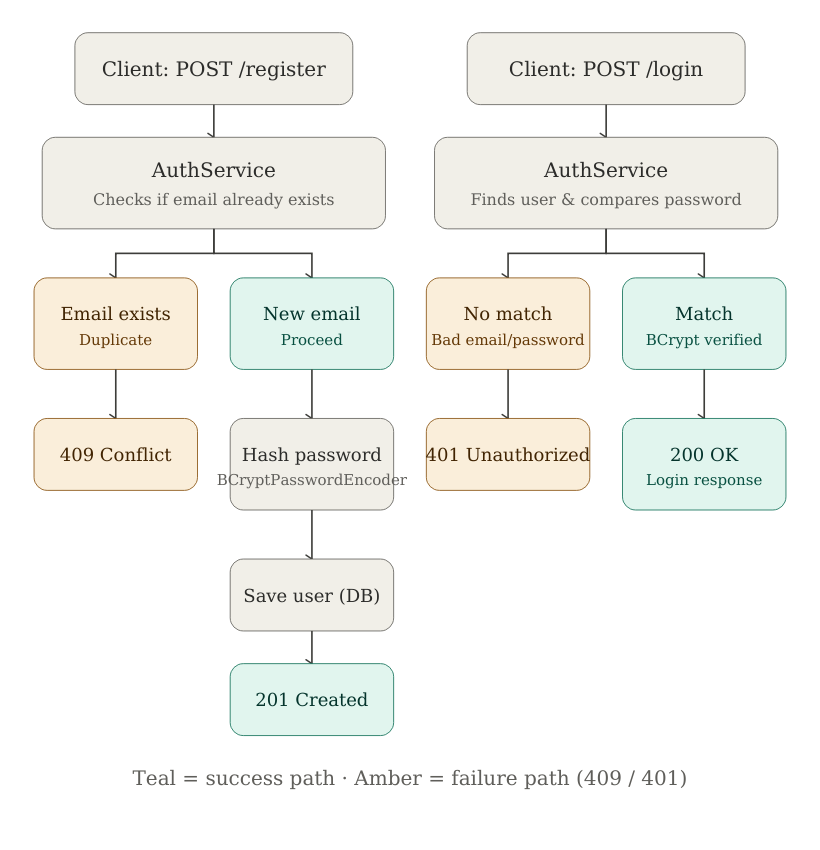 Client: POST /register
Client: POST /login
AuthService
Checks if email already exists
AuthService
Finds user & compares password
Email exists
Duplicate
New email
Proceed
No match
Bad email/password
Match
BCrypt verified
409 Conflict
Hash password
BCryptPasswordEncoder
401 Unauthorized
200 OK
Login response
Save user (DB)
201 Created
Teal = success path · Amber = failure path (409 / 401)